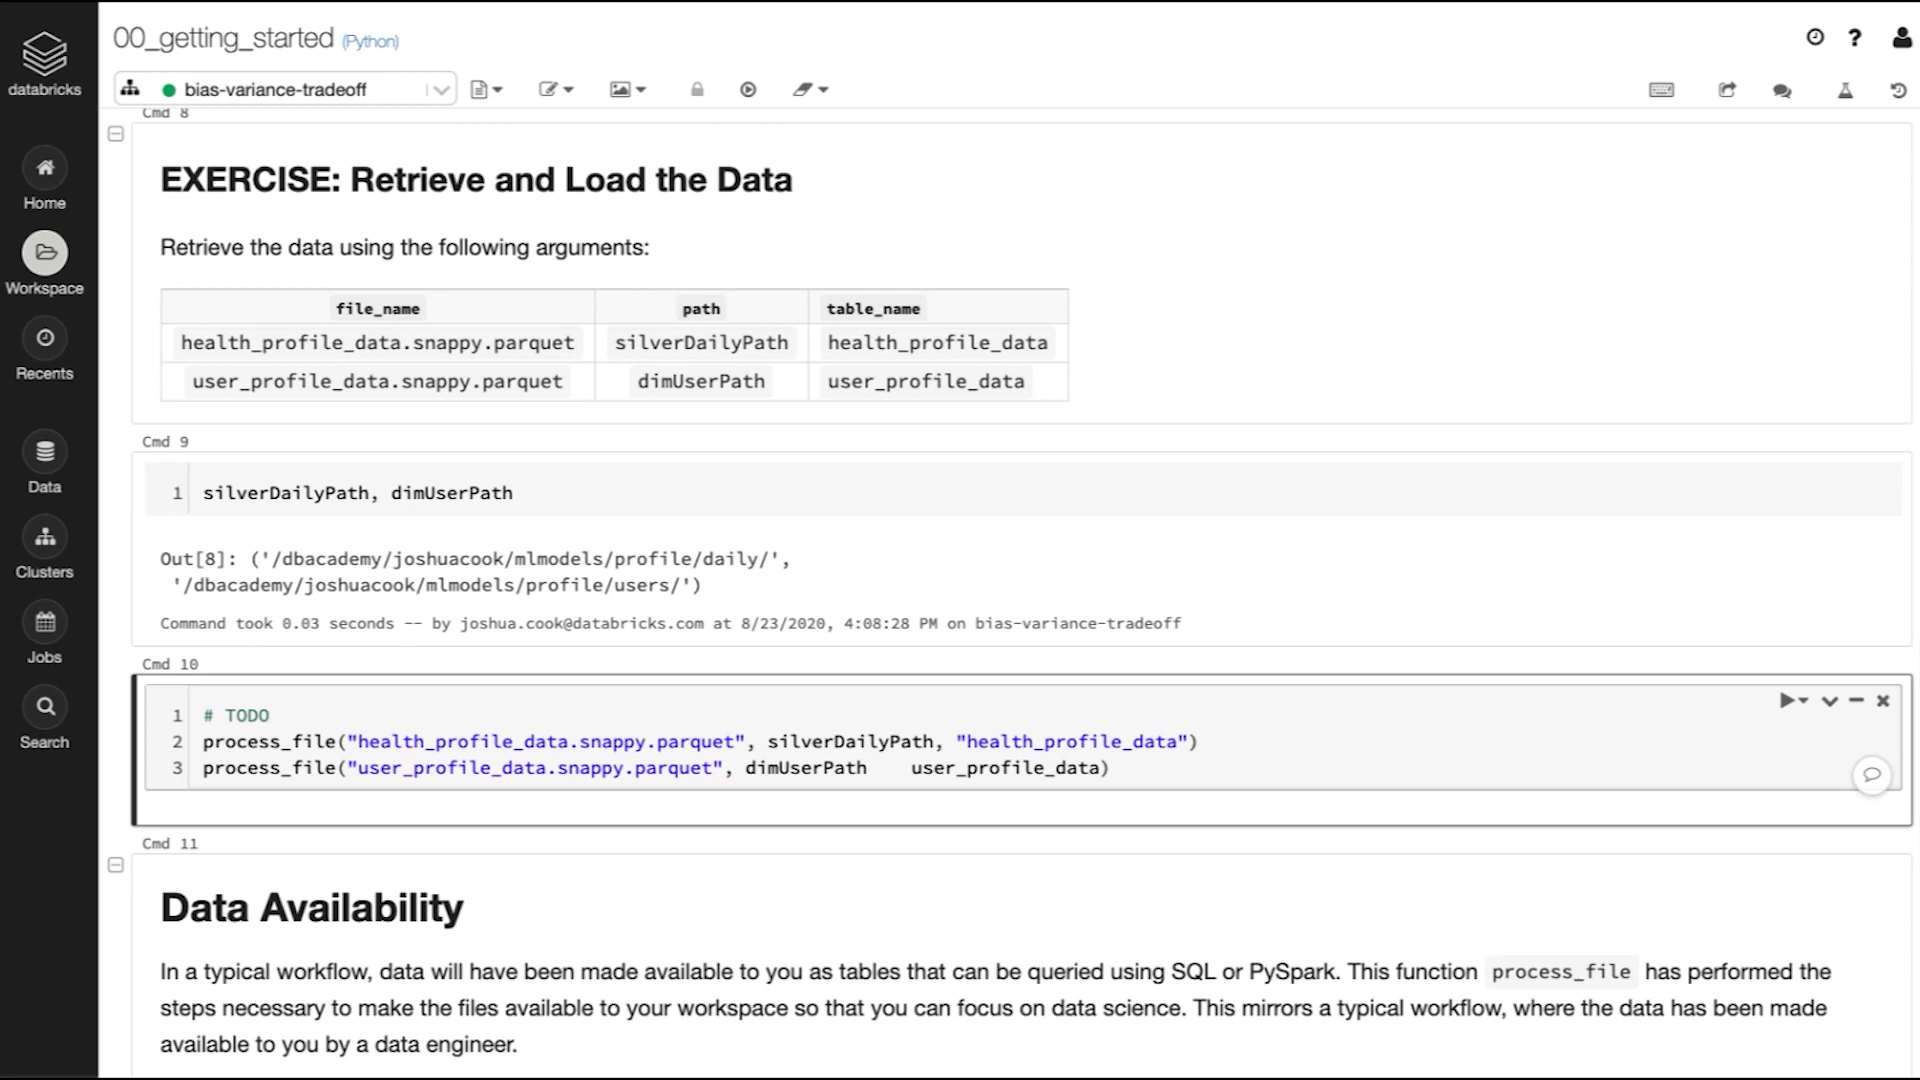 databricks
Home
Workspace
Recents
Data
Clusters
Jobs
Search
00_getting_started (Python)
bias-variance-tradeoff
Cmd 8
EXERCISE: Retrieve and Load the Data
Retrieve the data using the following arguments:
file_name path table_name
health_profile_data.snappy.parquet silverDailyPath health_profile_data
user_profile_data.snappy.parquet dimUserPath user_profile_data
Cmd 9
1 silverDailyPath, dimUserPath
Out[8]: ('/dbacademy/joshuacook/mlmodels/profile/daily/',
'/dbacademy/joshuacook/mlmodels/profile/users/')
Command took 0.03 seconds -- by joshua.cook@databricks.com at 8/23/2020, 4:08:28 PM on bias-variance-tradeoff
Cmd 10
1 # TODO
2 process_file("health_profile_data.snappy.parquet", silverDailyPath, "health_profile_data")
3 process_file("user_profile_data.snappy.parquet", dimUserPath    user_profile_data)
Cmd 11
Data Availability
In a typical workflow, data will have been made available to you as tables that can be queried using SQL or PySpark. This function process_file has performed the
steps necessary to make the files available to your workspace so that you can focus on data science. This mirrors a typical workflow, where the data has been made
available to you by a data engineer.